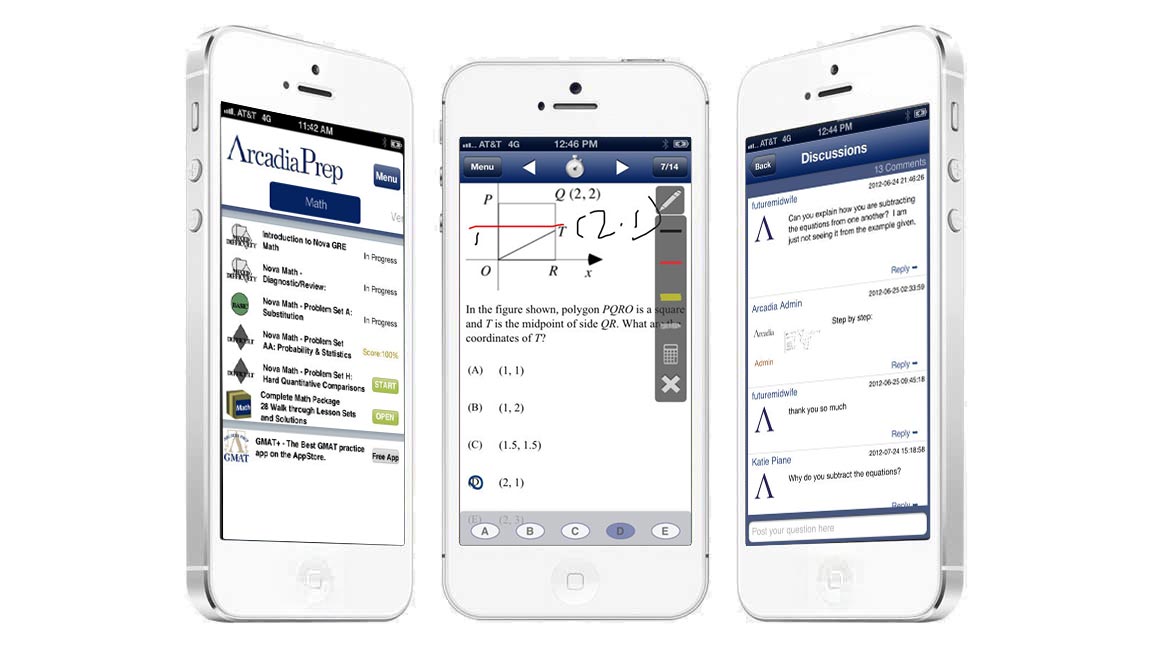 AT&T 4G
11:42 AM
ArcadiaPrep
Menu
Math
Ver
Introduction to Nova GRE
Math
In Progress
Nova Math -
Diagnostic/Review:
In Progress
BASIC
Nova Math - Problem Set A:
Substitution
In Progress
Nova Math - Problem Set
AA: Probability & Statistics
Score:100%
Nova Math - Problem Set H:
Hard Quantitative Comparisons
START
Math
Complete Math Package
28 Walk through Lesson Sets
and Solutions
OPEN
GMAT
GMAT+ - The Best GMAT practice
app on the AppStore.
Free App
AT&T 4G
12:46 PM
Menu
7/14
P
Q (2, 2)
T
(2.1)
1
O
R
x
In the figure shown, polygon PQRO is a square
and T is the midpoint of side QR. What are the
coordinates of T?
(A) (1, 1)
(B) (1, 2)
(C) (1.5, 1.5)
D (2, 1)
(E) (2, 3)
A B C D E
AT&T 4G
12:44 PM
Back
Discussions
13 Comments
2012-06-24 21:46:26
futuremidwife
Can you explain how you are subtracting
the equations from one another? I am
just not seeing it from the example given.
Reply
2012-06-25 02:33:59
Arcadia Admin
Arcadia
Step by step:
Admin
Reply
2012-06-25 09:45:18
futuremidwife
thank you so much
Reply
2012-07-24 15:18:58
Katie Piane
Why do you subtract the equations?
Reply
Post your question here